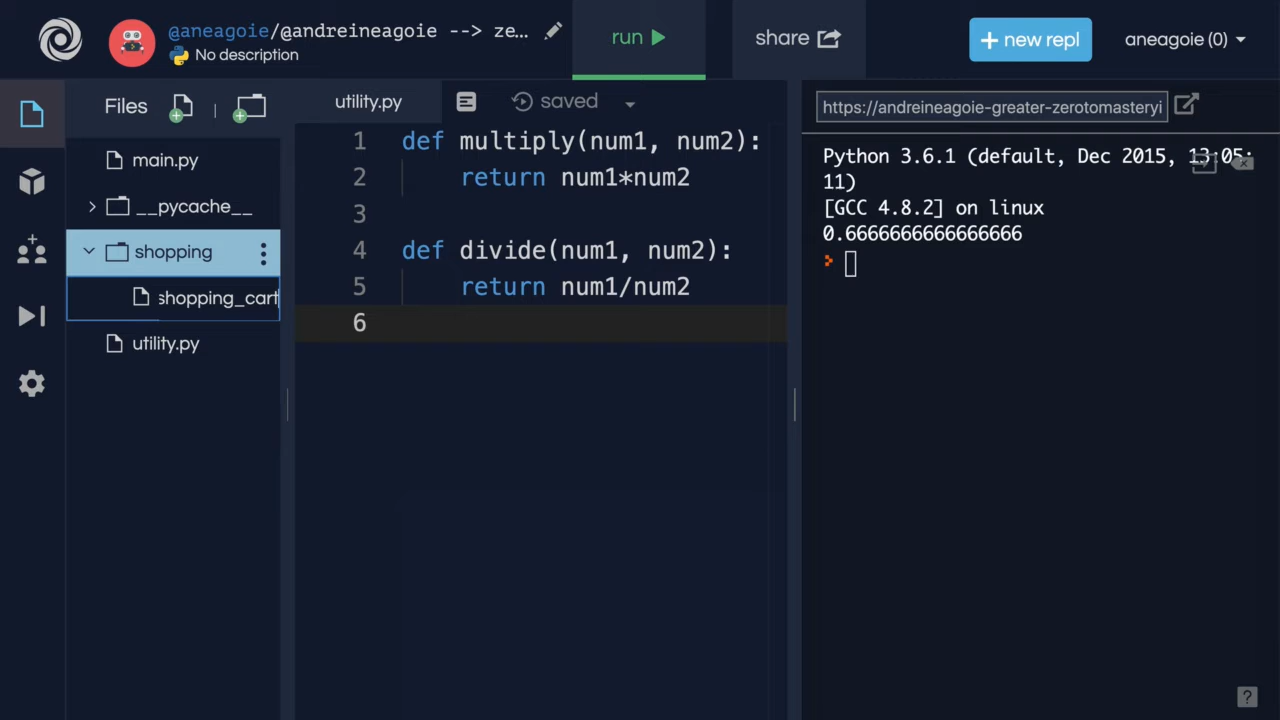 @aneagoie/@andreineagoie --> ze...
No description
run
share
+ new repl
aneagoie (0)
Files
main.py
__pycache__
shopping
shopping_cart
utility.py
utility.py
saved
1 def multiply(num1, num2):
2 return num1*num2
3
4 def divide(num1, num2):
5 return num1/num2
6
https://andreineagoie-greater-zerotomasteryi
Python 3.6.1 (default, Dec 2015, 13:05:
11)
[GCC 4.8.2] on linux
0.6666666666666666
?